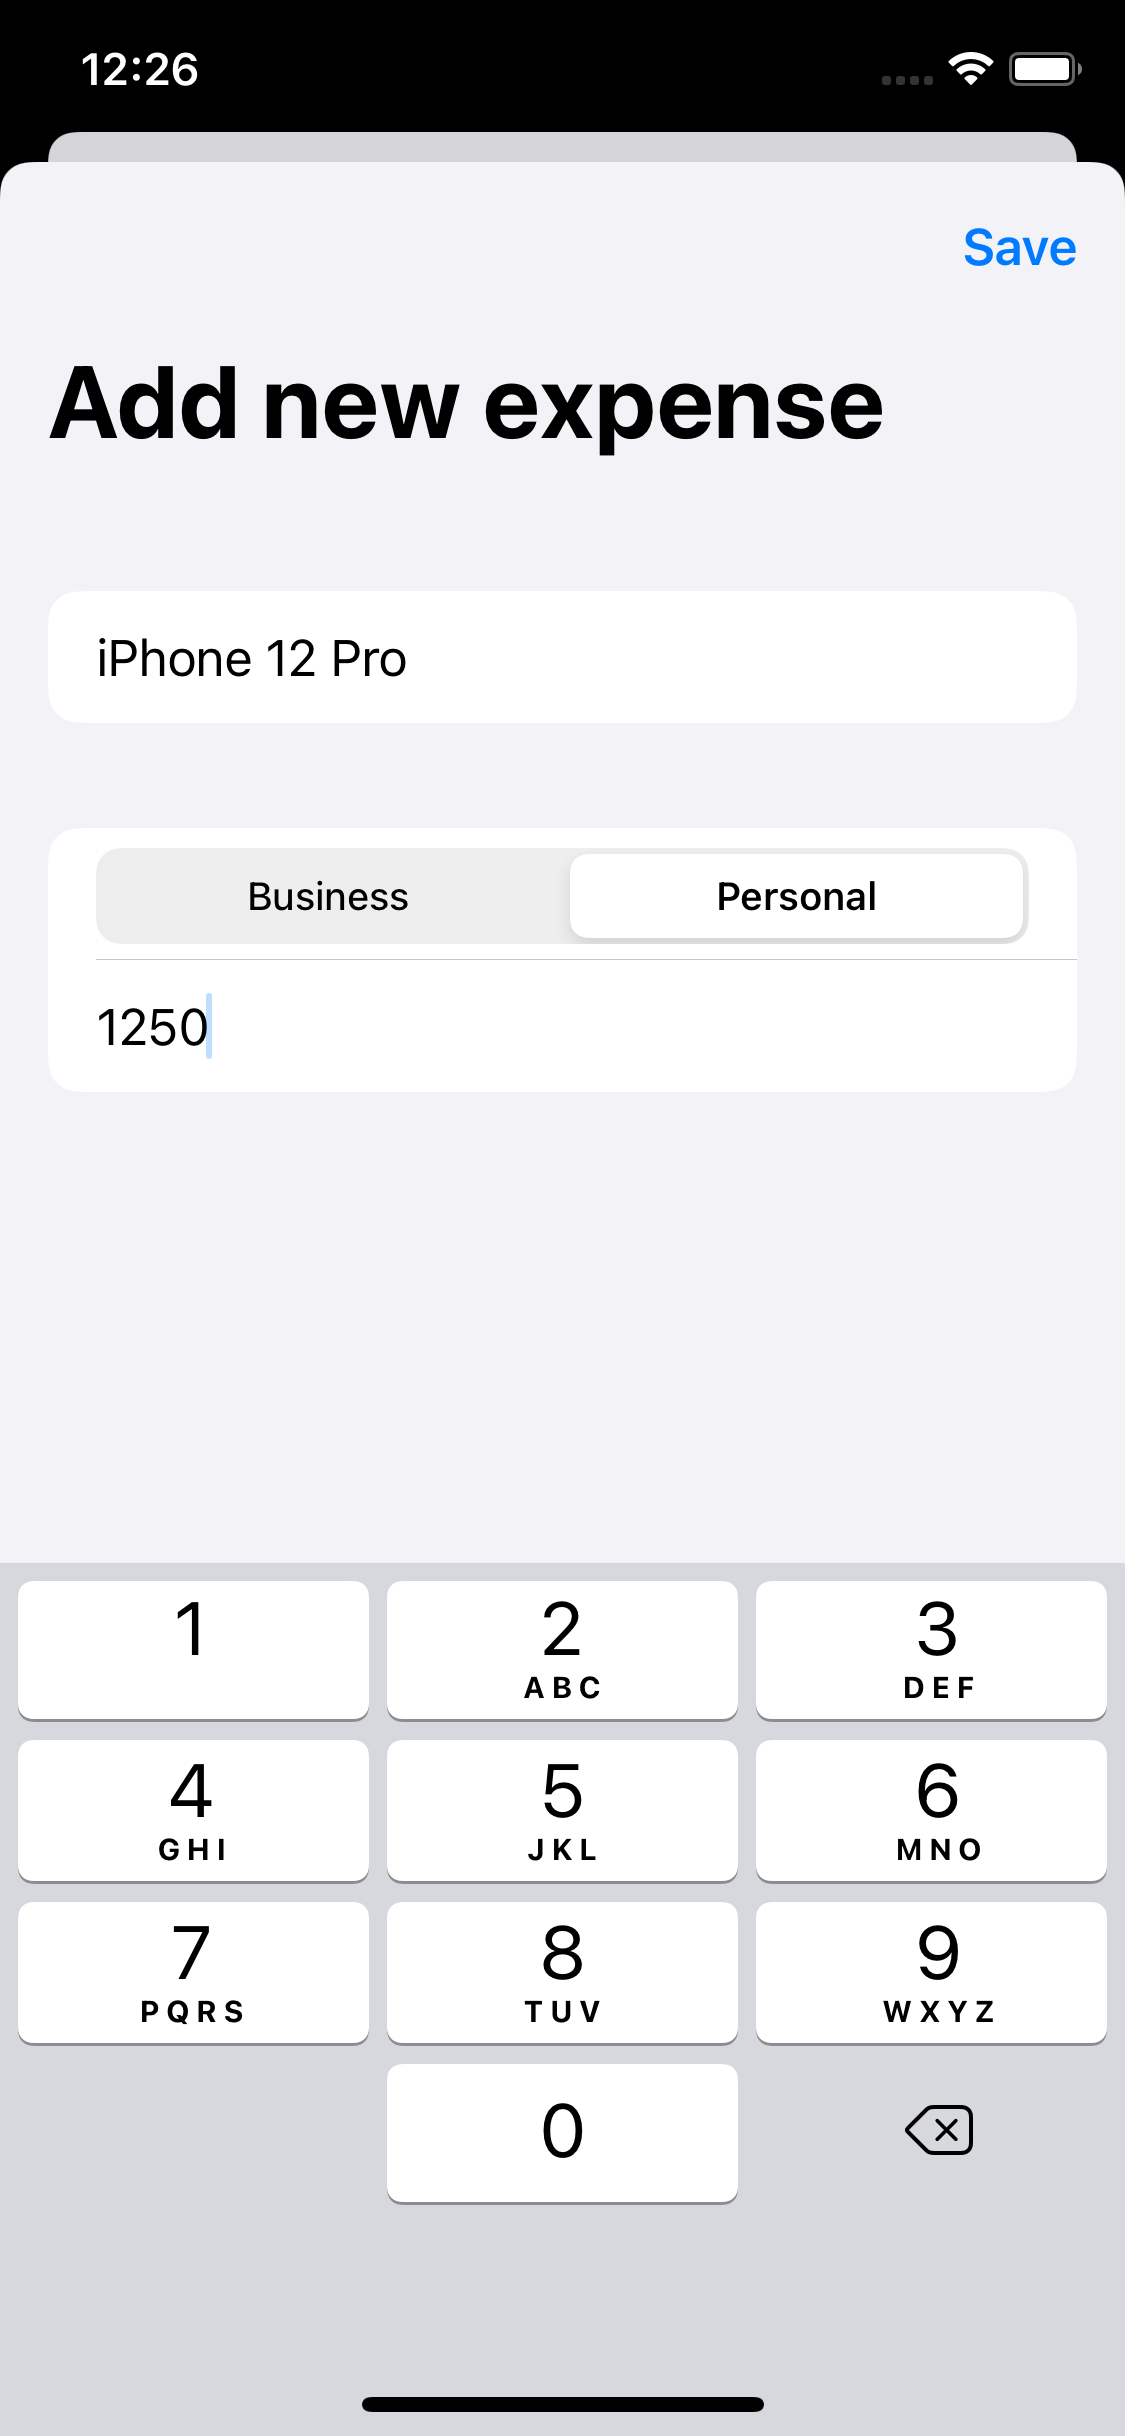 12:26
Save
Add new expense
iPhone 12 Pro
Business Personal
1250
1 2 3
ABC DEF
4 5 6
GHI JKL MNO
7 8 9
PQRS TUV WXYZ
0